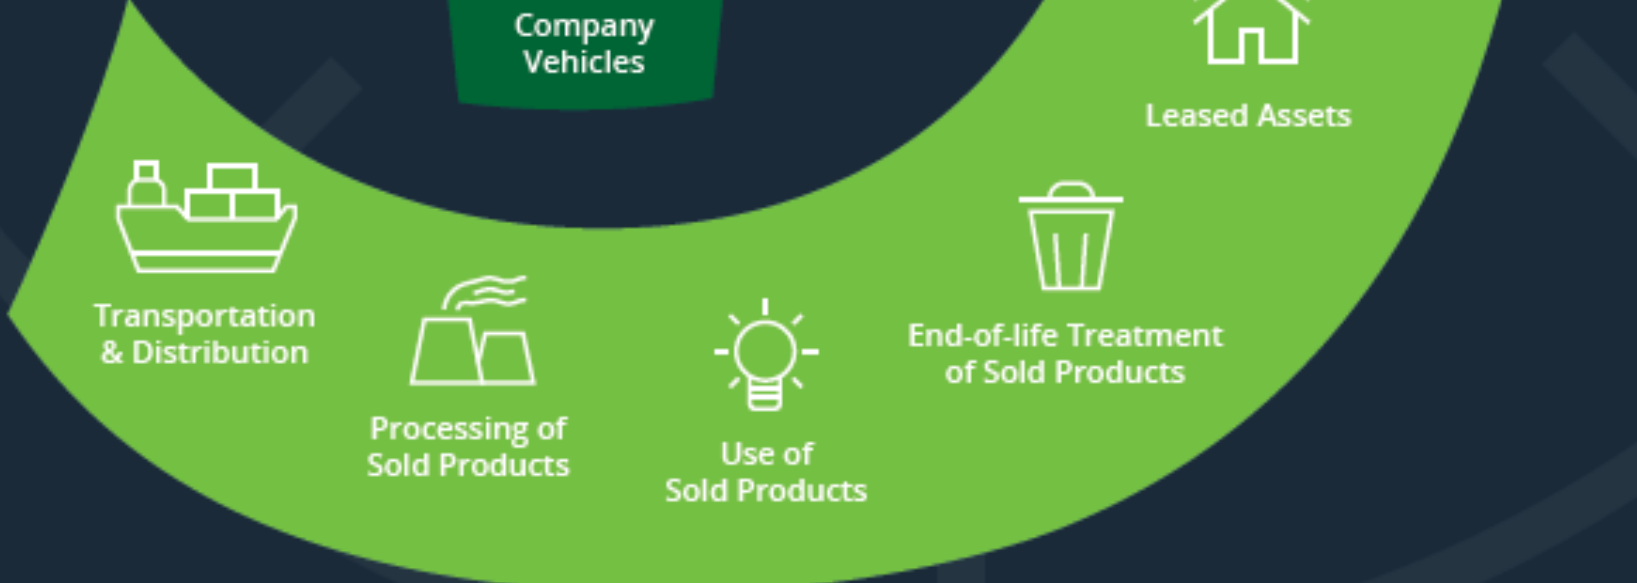 Company
Vehicles
Leased Assets
Transportation
& Distribution
Processing of
Sold Products
Use of
Sold Products
End-of-life Treatment
of Sold Products